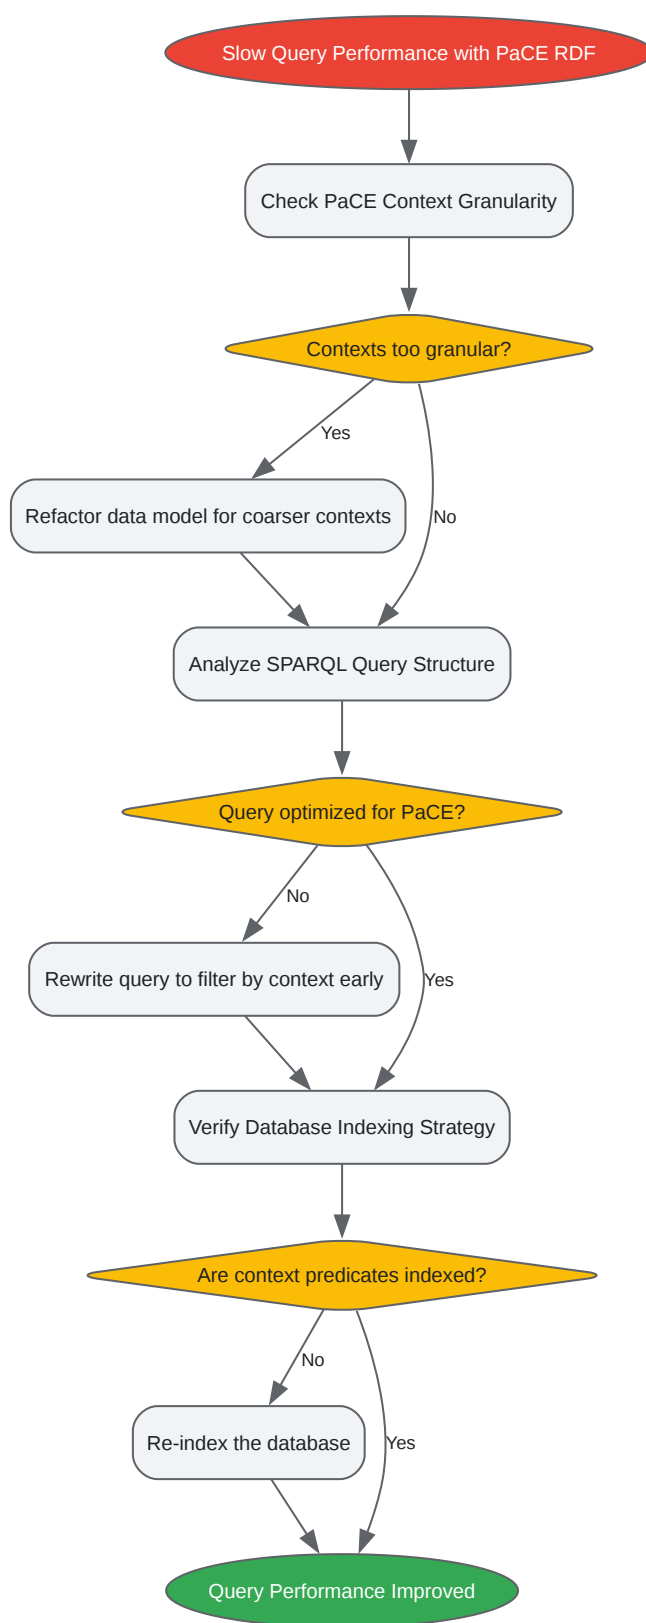 Slow Query Performance with PaCE RDF
Check PaCE Context Granularity
Contexts too granular?
Yes
Refactor data model for coarser contexts
No
Analyze SPARQL Query Structure
Query optimized for PaCE?
No
Rewrite query to filter by context early
Yes
Verify Database Indexing Strategy
Are context predicates indexed?
No
Re-index the database
Yes
Query Performance Improved